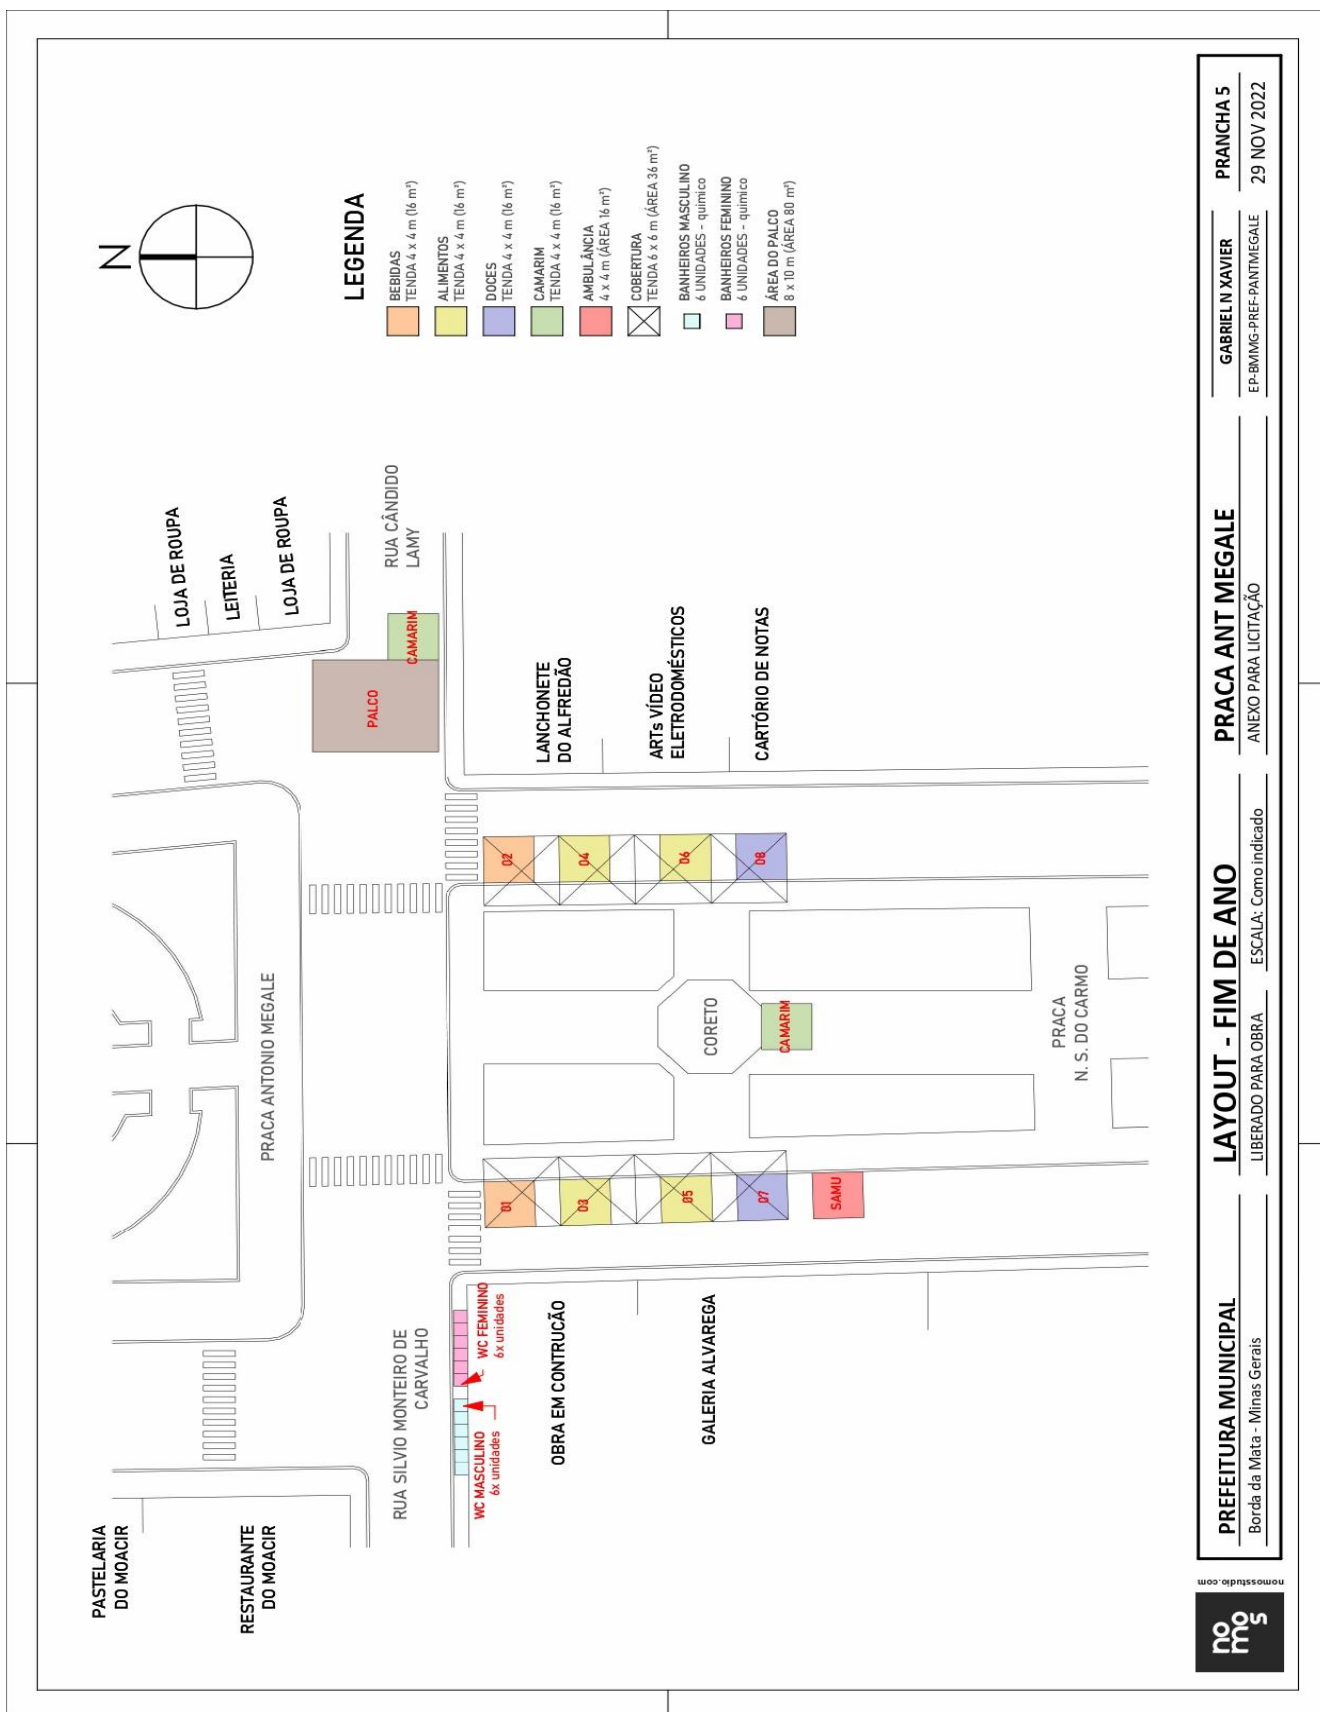 PASTELARIA
DO MOACIR
RESTAURANTE
DO MOACIR
RUA SILVIO MONTEIRO DE
CARVALHO
PRACA ANTONIO MEGALE
LOJA DE ROUPA
LEITERIA
LOJA DE ROUPA
RUA CÂNDIDO
LAMY
PALCO
CAMARIM
WC MASCULINO
6x unidades
WC FEMININO
6x unidades
OBRA EM CONTRUCÃO
GALERIA ALVAREGA
01
03
05
07
SAMU
02
04
06
08
CORETO
CAMARIM
PRACA
N. S. DO CARMO
LANCHONETE
DO ALFREDÃO
ARTs VÍDEO
ELETRODOMÉSTICOS
CARTÓRIO DE NOTAS
N
LEGENDA
BEBIDAS
TENDA 4 x 4 m (16 m²)
ALIMENTOS
TENDA 4 x 4 m (16 m²)
DOCES
TENDA 4 x 4 m (16 m²)
CAMARIM
TENDA 4 x 4 m (16 m²)
AMBULÂNCIA
4 x 4 m (ÁREA 16 m²)
COBERTURA
TENDA 6 x 6 m (ÁREA 36 m²)
BANHEIROS MASCULINO
6 UNIDADES - quimico
BANHEIROS FEMININO
6 UNIDADES - quimico
ÁREA DO PALCO
8 x 10 m (ÁREA 80 m²)
nomos
nomosstudio.com
PREFEITURA MUNICIPAL
Borda da Mata - Minas Gerais
LAYOUT - FIM DE ANO
LIBERADO PARA OBRA
ESCALA: Como indicado
PRACA ANT MEGALE
ANEXO PARA LICITAÇÃO
GABRIEL N XAVIER
EP-BMMG-PREF-PANTMEGALE
PRANCHA 5
29 NOV 2022